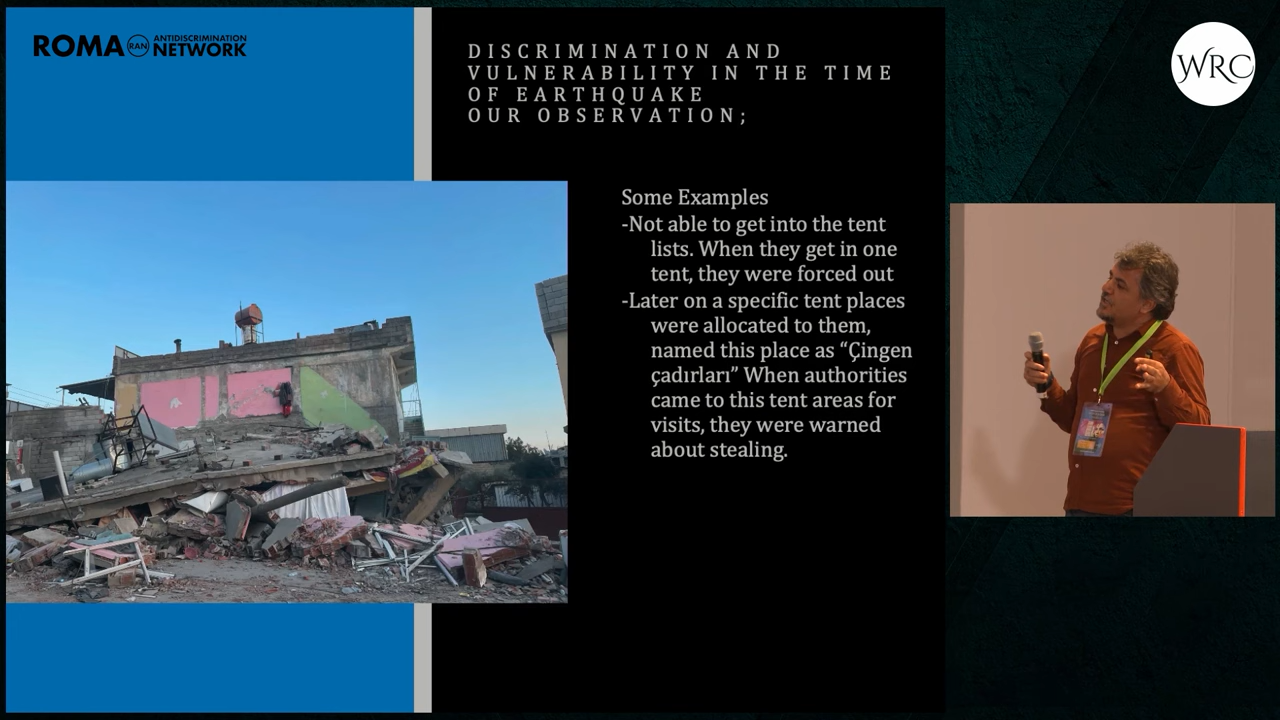 ROMA RAN ANTIDISCRIMINATION NETWORK
DISCRIMINATION AND
VULNERABILITY IN THE TIME
OF EARTHQUAKE
OUR OBSERVATION;
WRC
Some Examples
-Not able to get into the tent
lists. When they get in one
tent, they were forced out
-Later on a specific tent places
were allocated to them,
named this place as “Çingen
çadırları” When authorities
came to this tent areas for
visits, they were warned
about stealing.